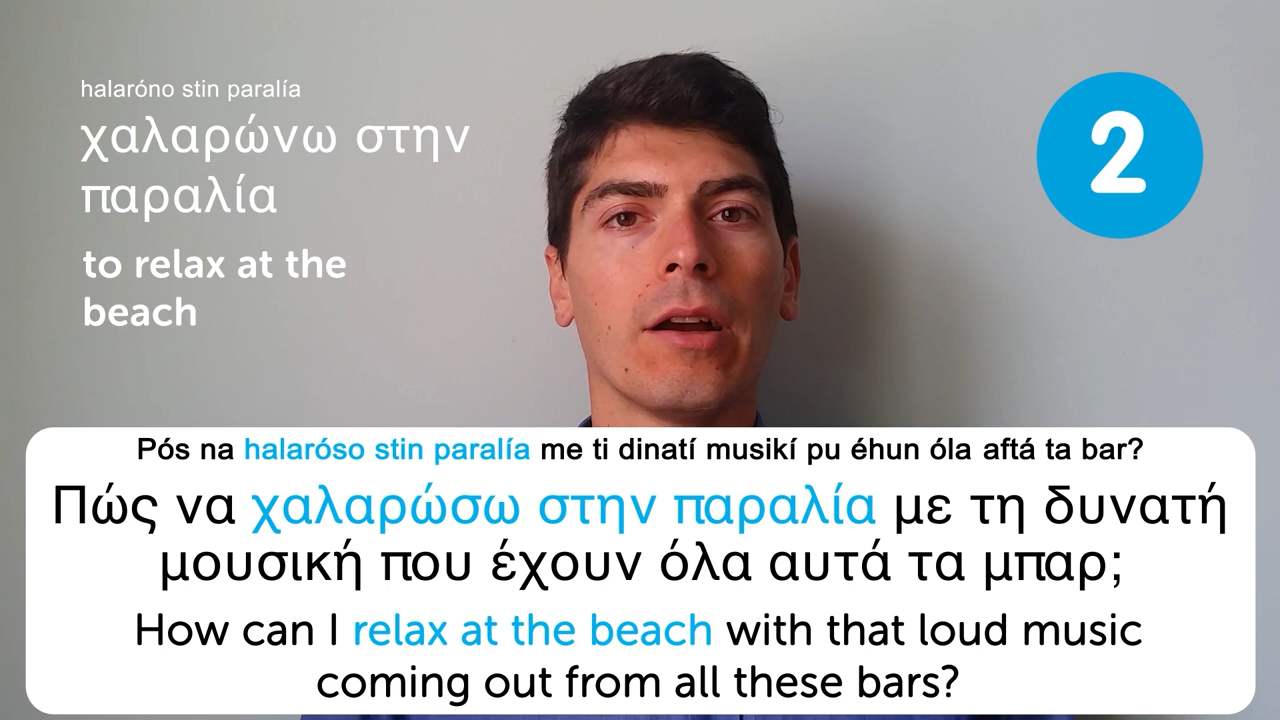 halaróno stin paralía
χαλαρώνω στην
παραλία
to relax at the
beach
2
Pós na halaróso stin paralía me ti dinatí musikí pu éhun óla aftá ta bar?
Πώς να χαλαρώσω στην παραλία με τη δυνατή
μουσική που έχουν όλα αυτά τα μπαρ;
How can I relax at the beach with that loud music
coming out from all these bars?